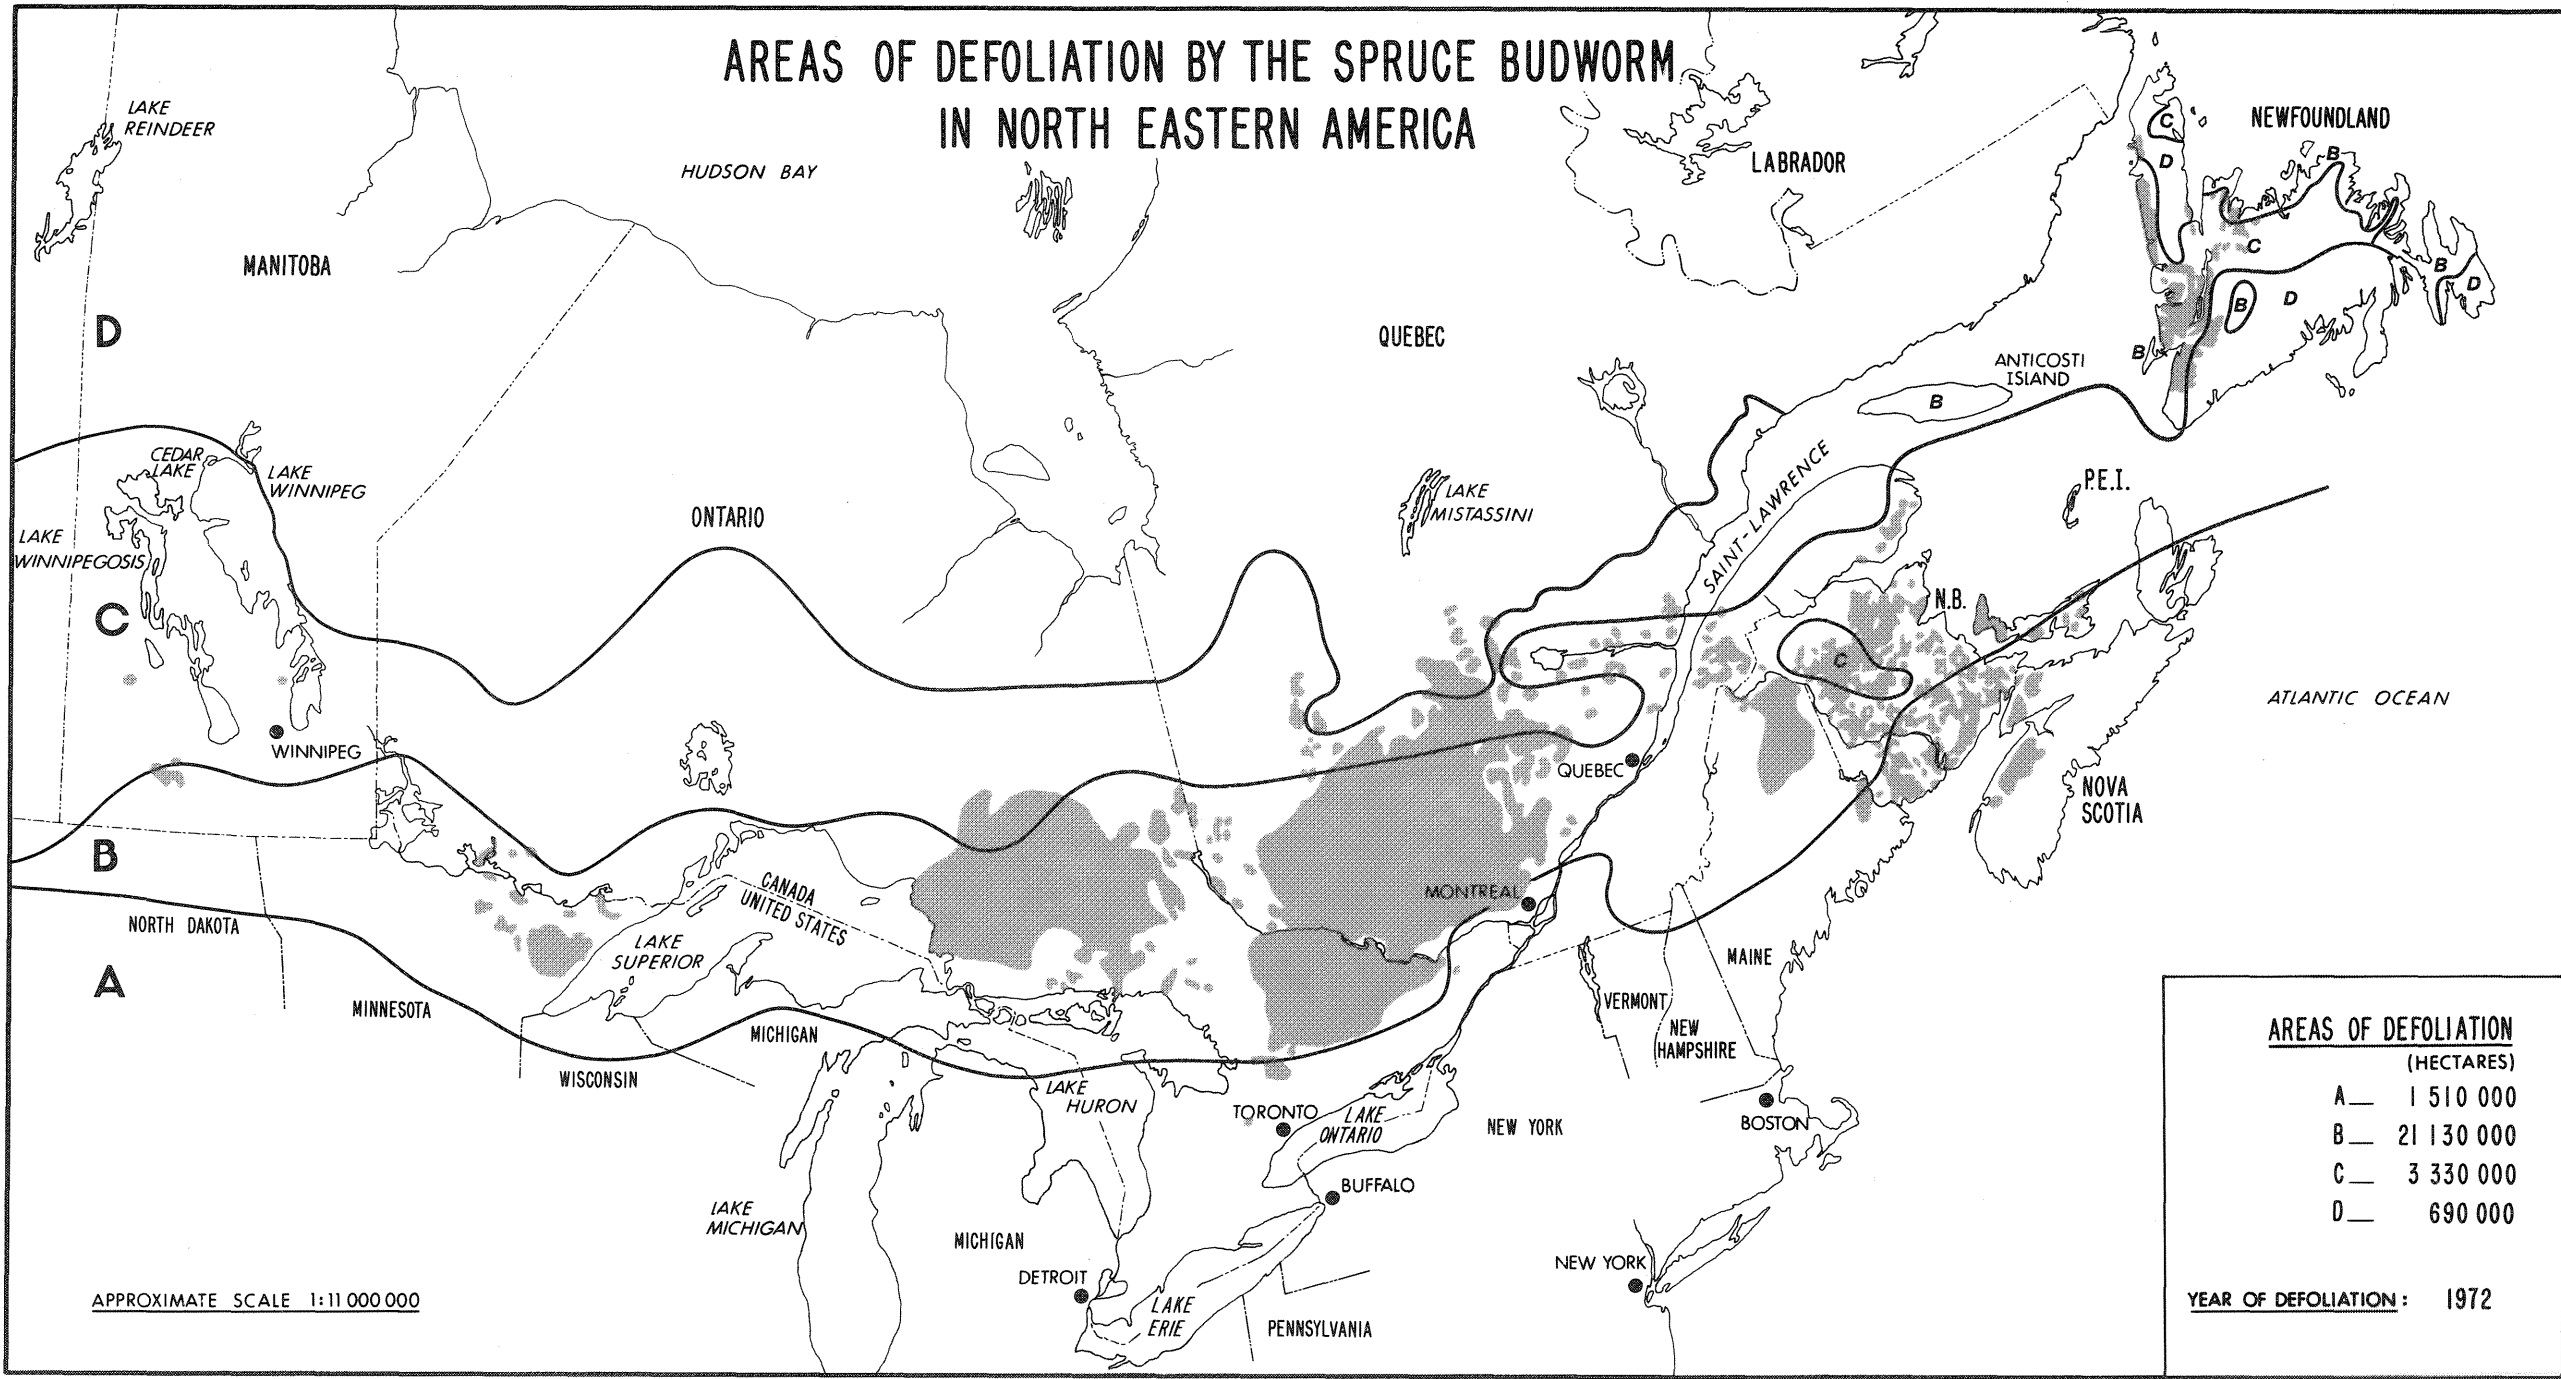 AREAS OF DEFOLIATION BY THE SPRUCE BUDWORM
IN NORTH EASTERN AMERICA
LAKE
REINDEER
HUDSON BAY
MANITOBA
LABRADOR
NEWFOUNDLAND
C
D
B
C
B
D
B
D
B
D
QUEBEC
ANTICOSTI
ISLAND
B
CEDAR
LAKE
LAKE
WINNIPEG
ONTARIO
LAKE
MISTASSINI
SAINT-LAWRENCE
P.E.I.
LAKE
WINNIPEGOSIS
C
N.B.
C
ATLANTIC OCEAN
WINNIPEG
QUEBEC
NOVA
SCOTIA
B
CANADA
UNITED STATES
MONTREAL
NORTH DAKOTA
LAKE
SUPERIOR
MAINE
A
MINNESOTA
MICHIGAN
VERMONT
NEW
HAMPSHIRE
WISCONSIN
LAKE
HURON
TORONTO
LAKE
ONTARIO
NEW YORK
BOSTON
BUFFALO
LAKE
MICHIGAN
MICHIGAN
DETROIT
NEW YORK
LAKE
ERIE
PENNSYLVANIA
APPROXIMATE SCALE 1:11 000 000
AREAS OF DEFOLIATION
(HECTARES)
A__ 1 510 000
B__ 21 130 000
C__ 3 330 000
D__ 690 000
YEAR OF DEFOLIATION: 1972